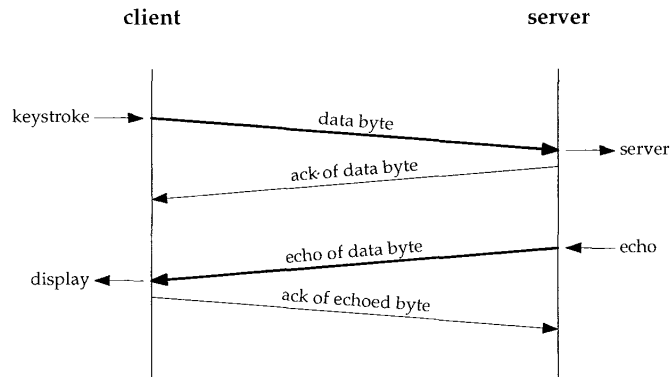 client
server
keystroke
data byte
server
ack of data byte
echo of data byte
echo
display
ack of echoed byte